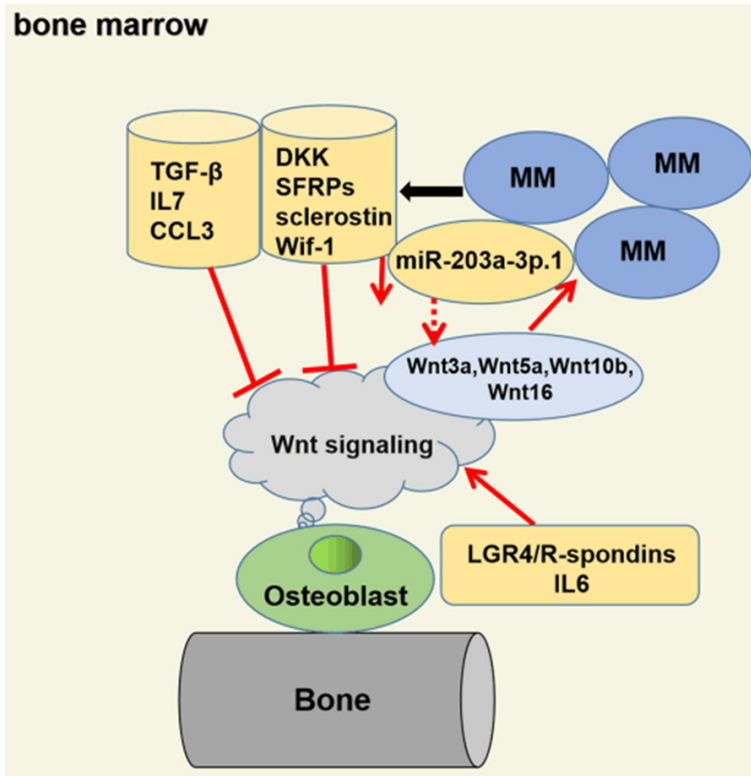 bone marrow
TGF-β
IL7
CCL3
DKK
SFRPs
sclerostin
Wif-1
MM
MM
MM
miR-203a-3p.1
Wnt3a,Wnt5a,Wnt10b,
Wnt16
Wnt signaling
LGR4/R-spondins
IL6
Osteoblast
Bone